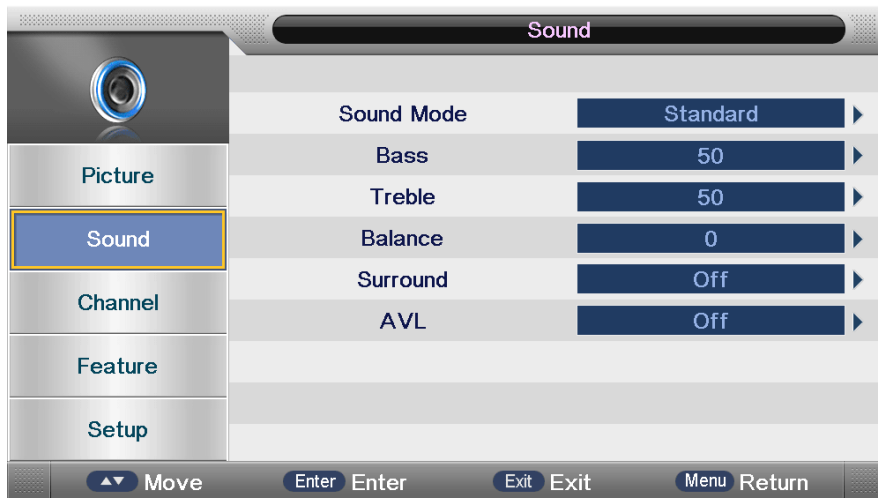 Sound
Picture
Sound
Channel
Feature
Setup
Sound Mode Standard
Bass 50
Treble 50
Balance 0
Surround Off
AVL Off
▲▼ Move Enter Enter Exit Exit Menu Return